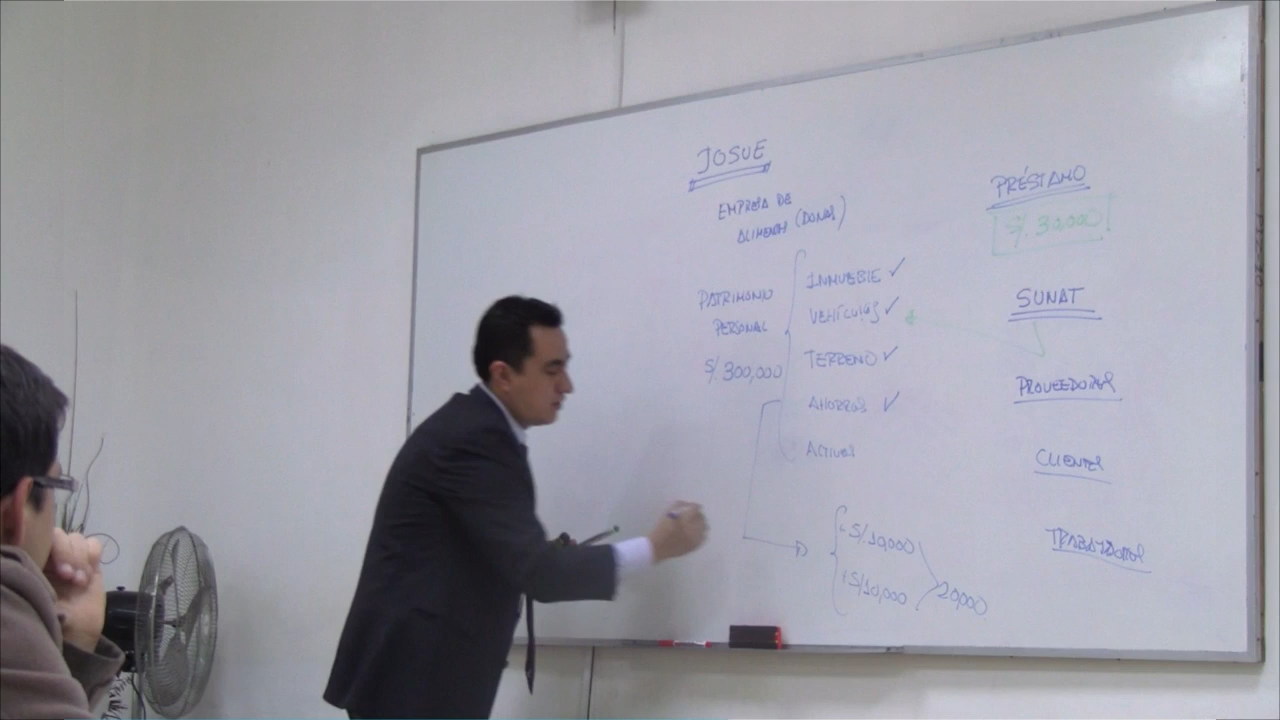 JOSUE
EMPRESA DE
ALIMENTOS (DONAS)
PATRIMONIO
PERSONAL
S/. 300,000
INMUEBLE ✓
VEHÍCULOS ✓
TERRENO ✓
AHORROS ✓
ACTIVOS
S/. 10,000
S/. 10,000
20,000
PRÉSTAMO
S/. 30,000
SUNAT
PROVEEDORES
CLIENTES
TRABAJADORES